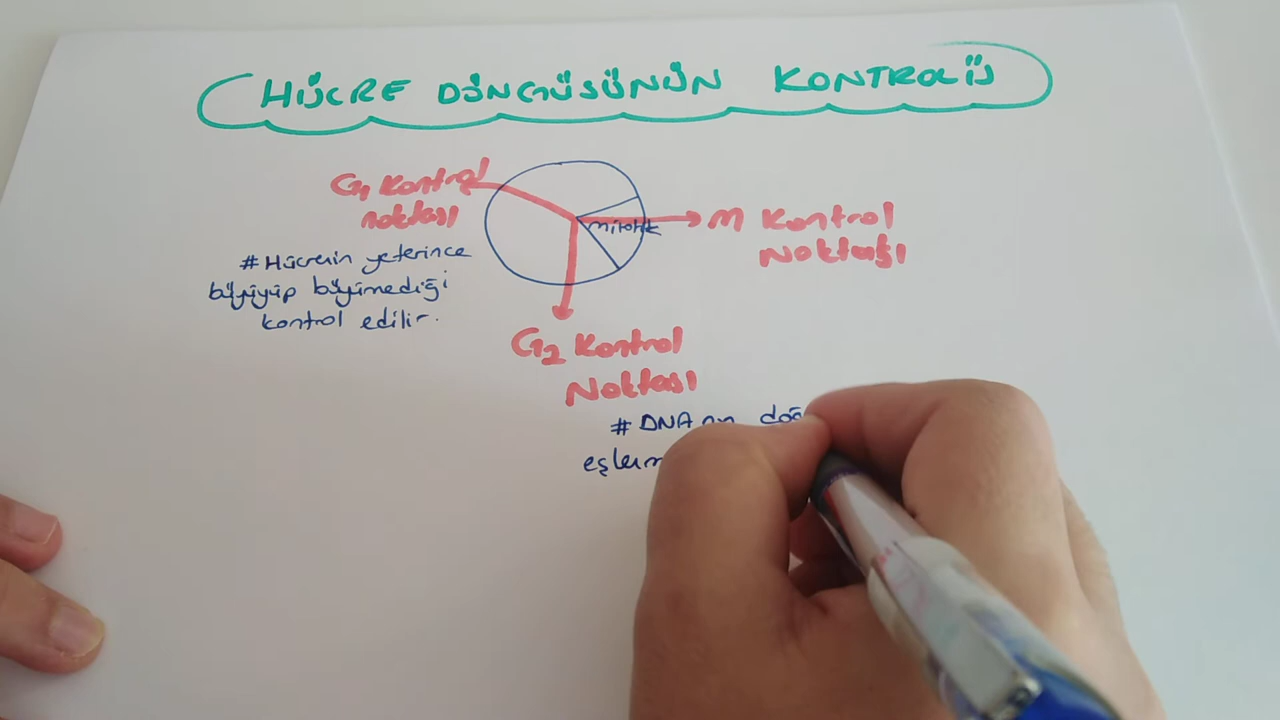 HÜCRE DÖNGÜSÜNÜN KONTROLÜ
G1 Kontrol
noktası
# Hücrenin yeterince
büyüyüp büyümediği
kontrol edilir.
mitotik
M Kontrol
Noktası
G2 Kontrol
Noktası
# DNA nın